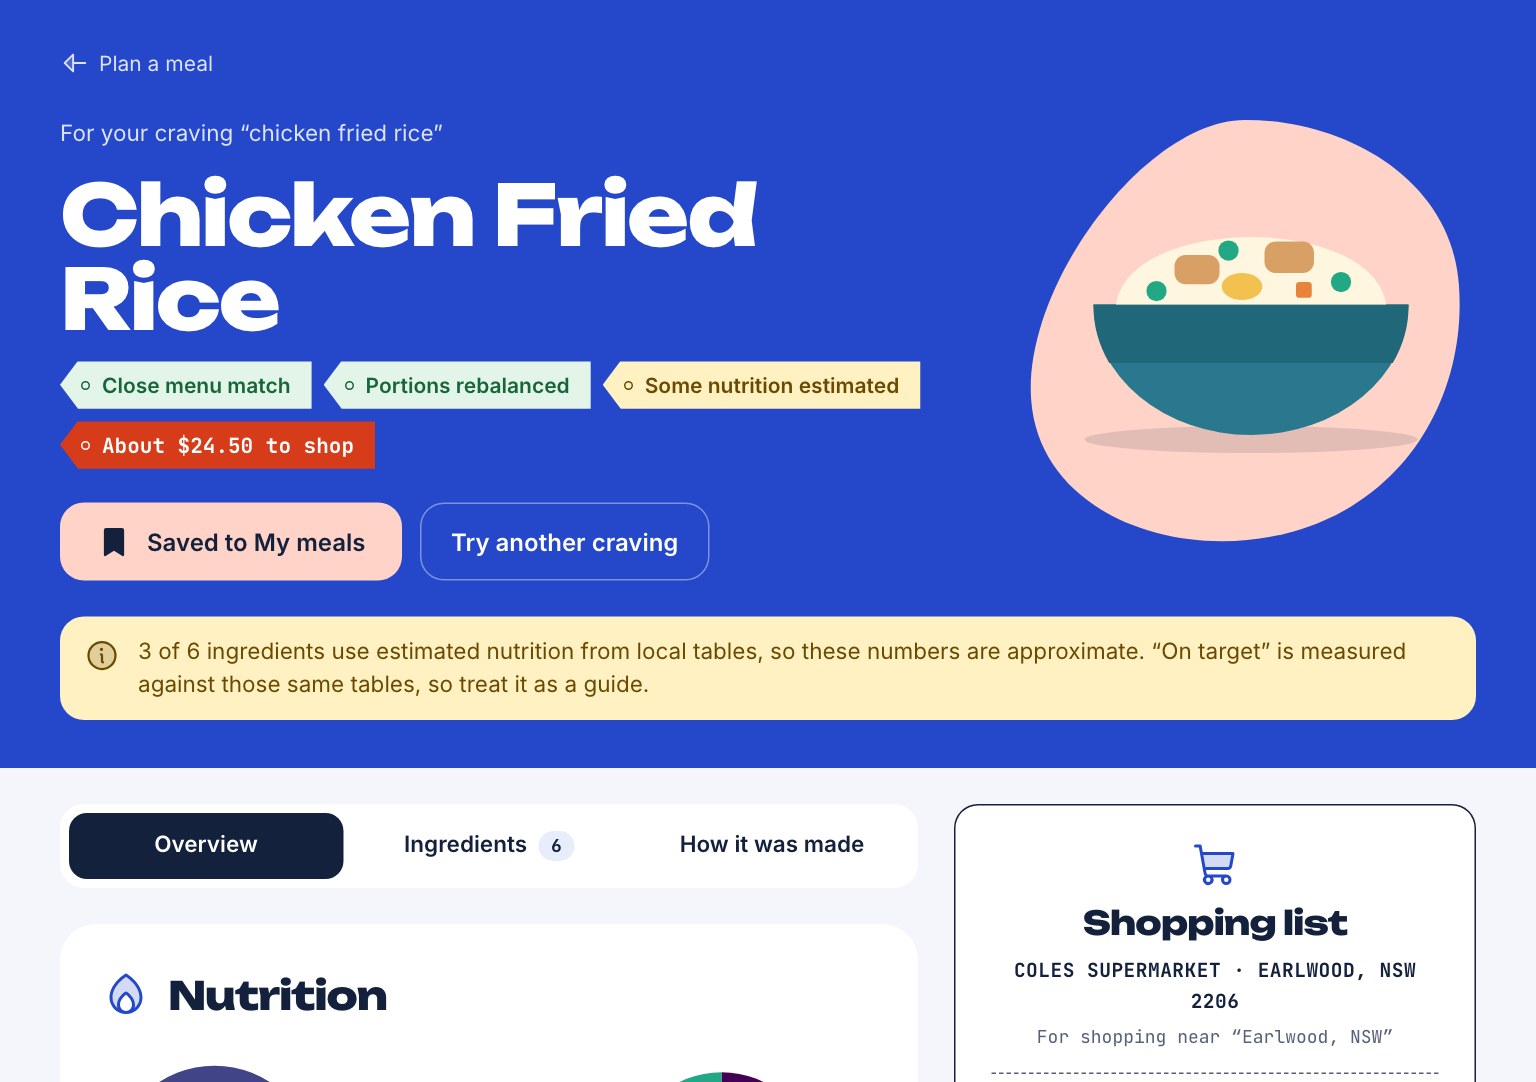 Plan a meal
For your craving “chicken fried rice”
Chicken Fried
Rice
Close menu match
Portions rebalanced
Some nutrition estimated
About $24.50 to shop
Saved to My meals
Try another craving
3 of 6 ingredients use estimated nutrition from local tables, so these numbers are approximate. “On target” is measured
against those same tables, so treat it as a guide.
Overview
Ingredients 6
How it was made
Nutrition
Shopping list
COLES SUPERMARKET · EARLWOOD, NSW
2206
For shopping near “Earlwood, NSW”